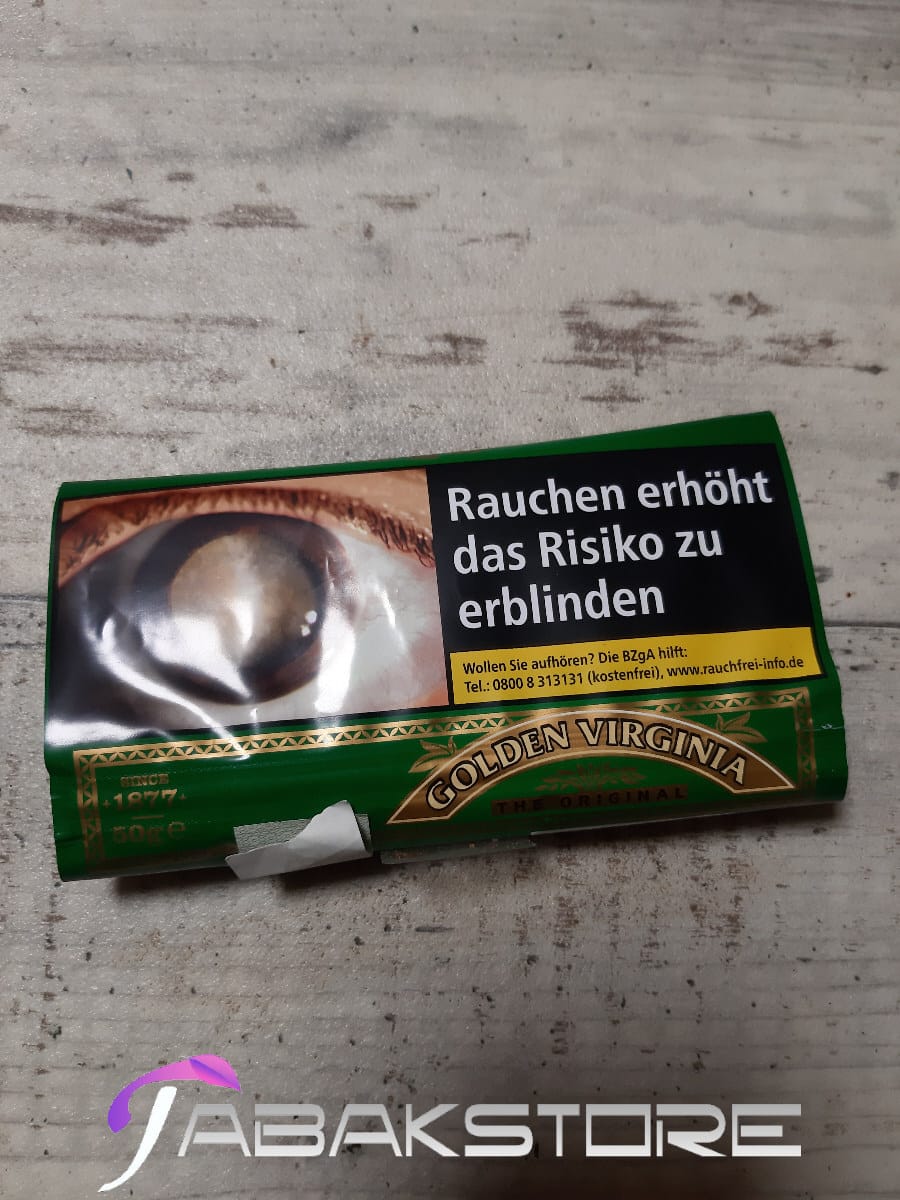 Rauchen erhöht
das Risiko zu
erblinden
Wollen Sie aufhören? Die BZgA hilft:
Tel.: 0800 8 313131 (kostenfrei), www.rauchfrei-info.de
GOLDEN VIRGINIA
THE ORIGINAL
SINCE
1877
50g e
TABAKSTORE